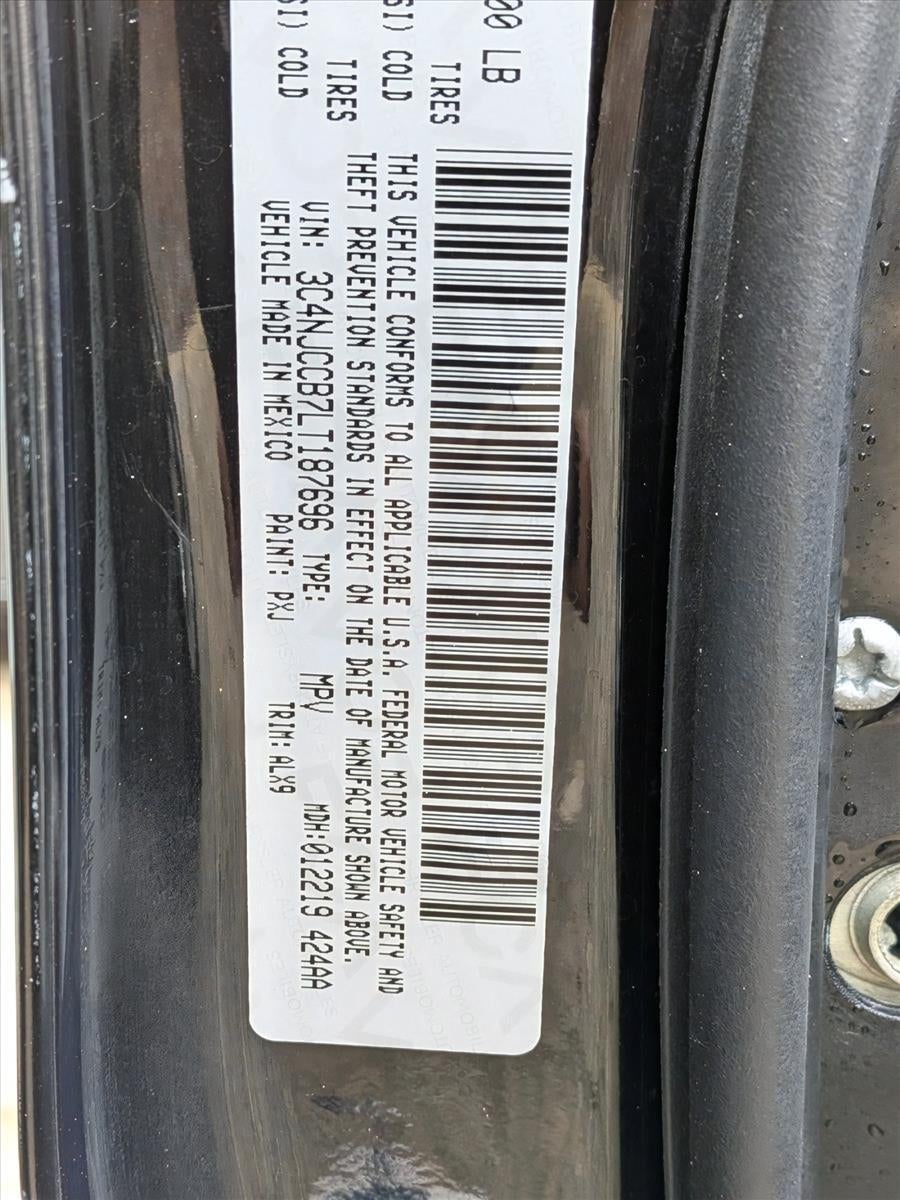 00 LB
TIRES
SI) COLD
TIRES
SI) COLD
THIS VEHICLE CONFORMS TO ALL APPLICABLE U.S.A. FEDERAL MOTOR VEHICLE SAFETY AND
THEFT PREVENTION STANDARDS IN EFFECT ON THE DATE OF MANUFACTURE SHOWN ABOVE.
VIN: 3C4NJCCB7LT187696 TYPE: MPV MDH:012219 424AA
VEHICLE MADE IN MEXICO PAINT: PXJ TRIM:ALX9